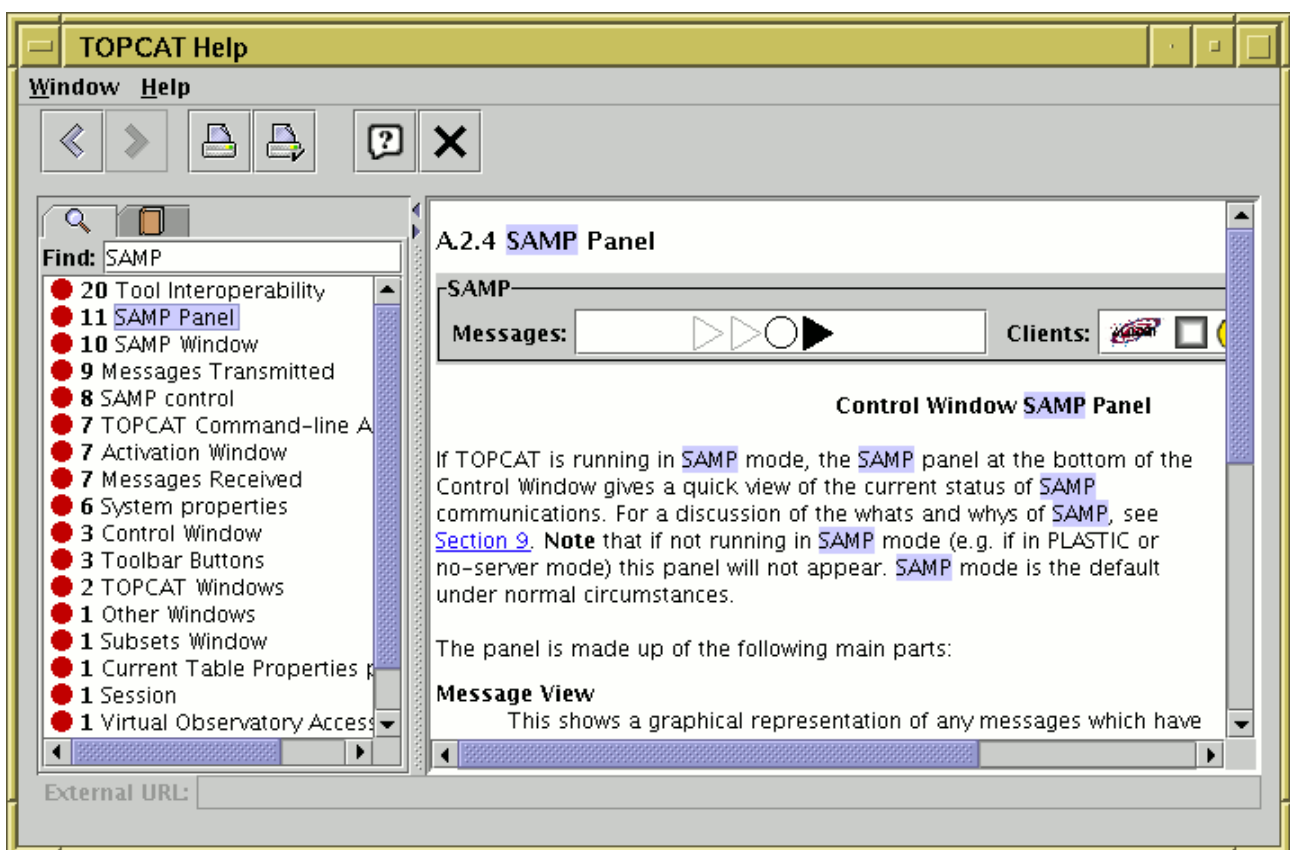 TOPCAT Help
Window Help
Find: SAMP
20 Tool Interoperability
11 SAMP Panel
10 SAMP Window
9 Messages Transmitted
8 SAMP control
7 TOPCAT Command-line A
7 Activation Window
7 Messages Received
6 System properties
3 Control Window
3 Toolbar Buttons
2 TOPCAT Windows
1 Other Windows
1 Subsets Window
1 Current Table Properties p
1 Session
1 Virtual Observatory Access
A.2.4 SAMP Panel
SAMP
Messages: Clients:
Control Window SAMP Panel
If TOPCAT is running in SAMP mode, the SAMP panel at the bottom of the
Control Window gives a quick view of the current status of SAMP
communications. For a discussion of the whats and whys of SAMP, see
Section 9. Note that if not running in SAMP mode (e.g. if in PLASTIC or
no-server mode) this panel will not appear. SAMP mode is the default
under normal circumstances.
The panel is made up of the following main parts:
Message View
This shows a graphical representation of any messages which have
External URL: